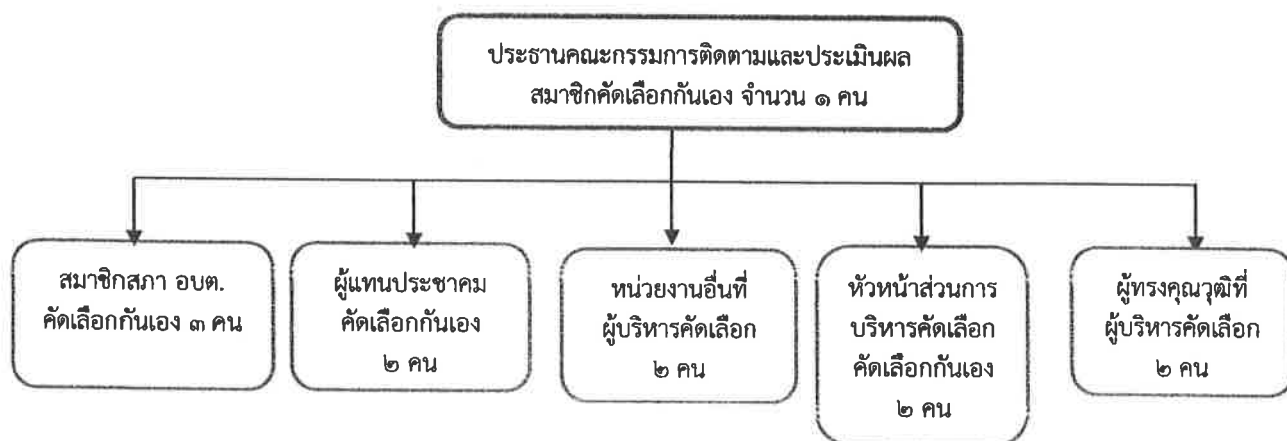 ประธานคณะกรรมการติดตามและประเมินผล
สมาชิกคัดเลือกกันเอง จำนวน ๑ คน
สมาชิกสภา อบต.
คัดเลือกกันเอง ๓ คน
ผู้แทนประชาคม
คัดเลือกกันเอง
๒ คน
หน่วยงานอื่นที่
ผู้บริหารคัดเลือก
๒ คน
หัวหน้าส่วนการ
บริหารคัดเลือก
คัดเลือกกันเอง
๒ คน
ผู้ทรงคุณวุฒิที่
ผู้บริหารคัดเลือก
๒ คน